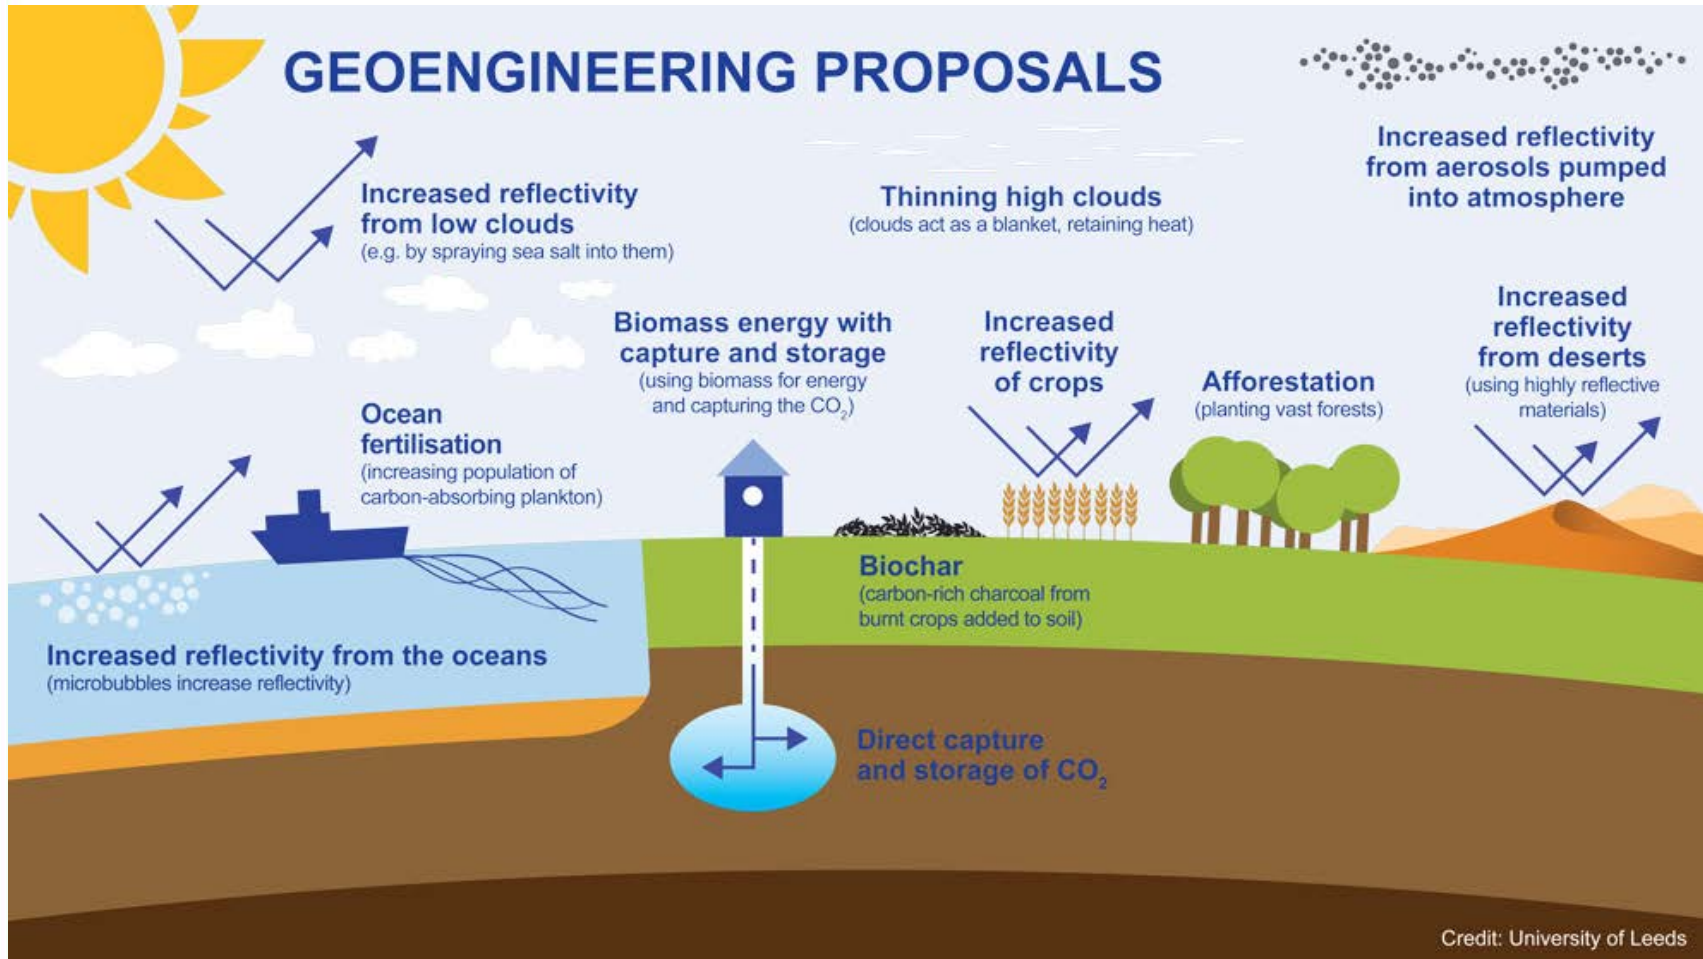 GEOENGINEERING PROPOSALS
Increased reflectivity
from low clouds
(e.g. by spraying sea salt into them)
Thinning high clouds
(clouds act as a blanket, retaining heat)
Increased reflectivity
from aerosols pumped
into atmosphere
Ocean
fertilisation
(increasing population of
carbon-absorbing plankton)
Biomass energy with
capture and storage
(using biomass for energy
and capturing the CO₂)
Increased
reflectivity
of crops
Afforestation
(planting vast forests)
Increased
reflectivity
from deserts
(using highly reflective
materials)
Increased reflectivity from the oceans
(microbubbles increase reflectivity)
Biochar
(carbon-rich charcoal from
burnt crops added to soil)
Direct capture
and storage of CO₂
Credit: University of Leeds